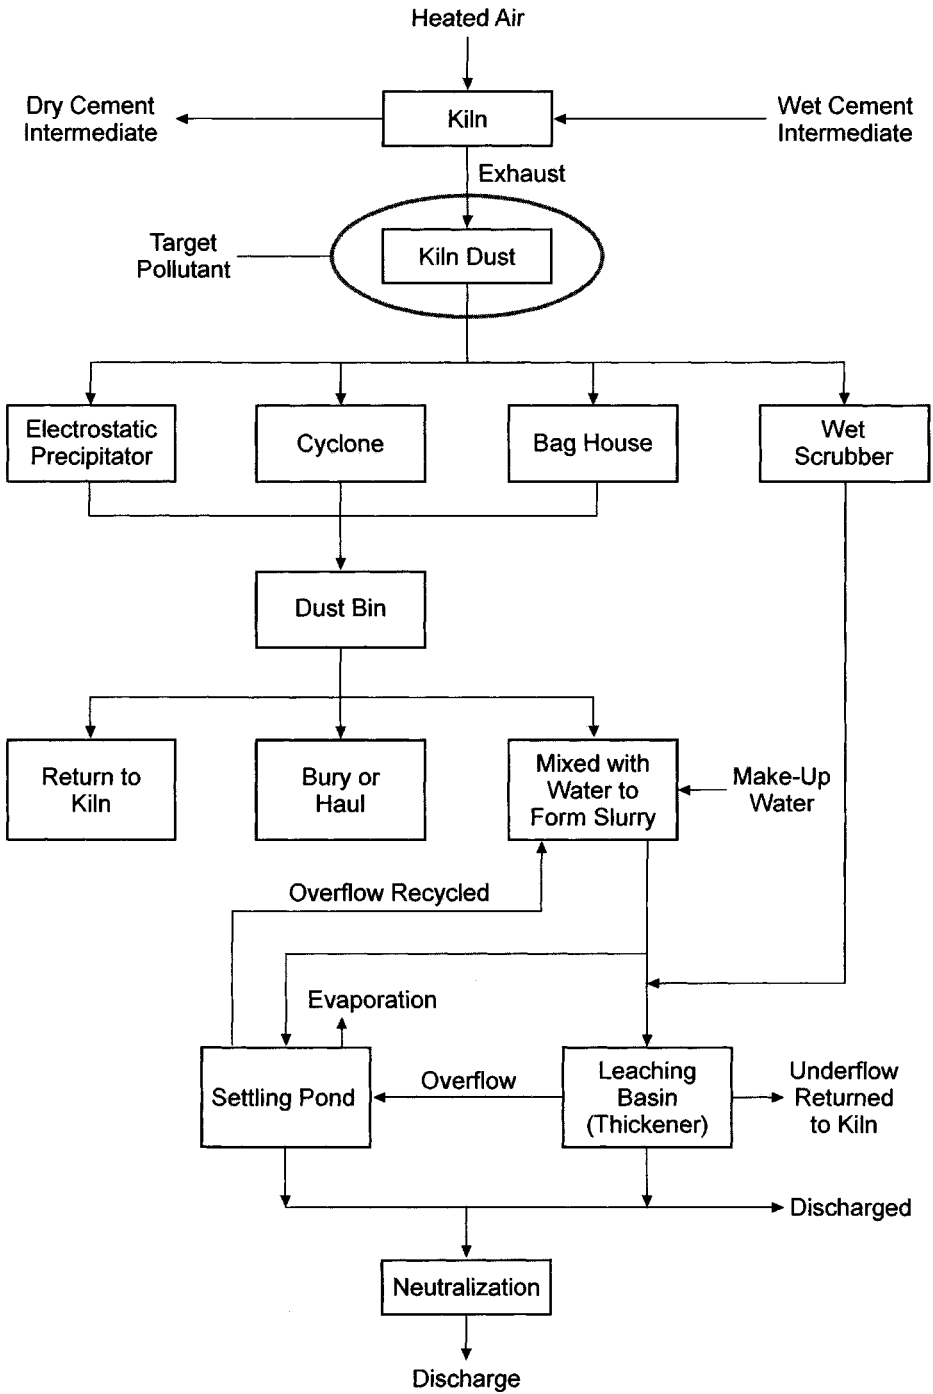 Heated Air
Dry Cement
Intermediate
Kiln
Wet Cement
Intermediate
Exhaust
Target
Pollutant
Kiln Dust
Electrostatic
Precipitator
Cyclone
Bag House
Wet
Scrubber
Dust Bin
Return to
Kiln
Bury or
Haul
Mixed with
Water to
Form Slurry
Make-Up
Water
Overflow Recycled
Evaporation
Settling Pond
Overflow
Leaching
Basin
(Thickener)
Underflow
Returned
to Kiln
Discharged
Neutralization
Discharge